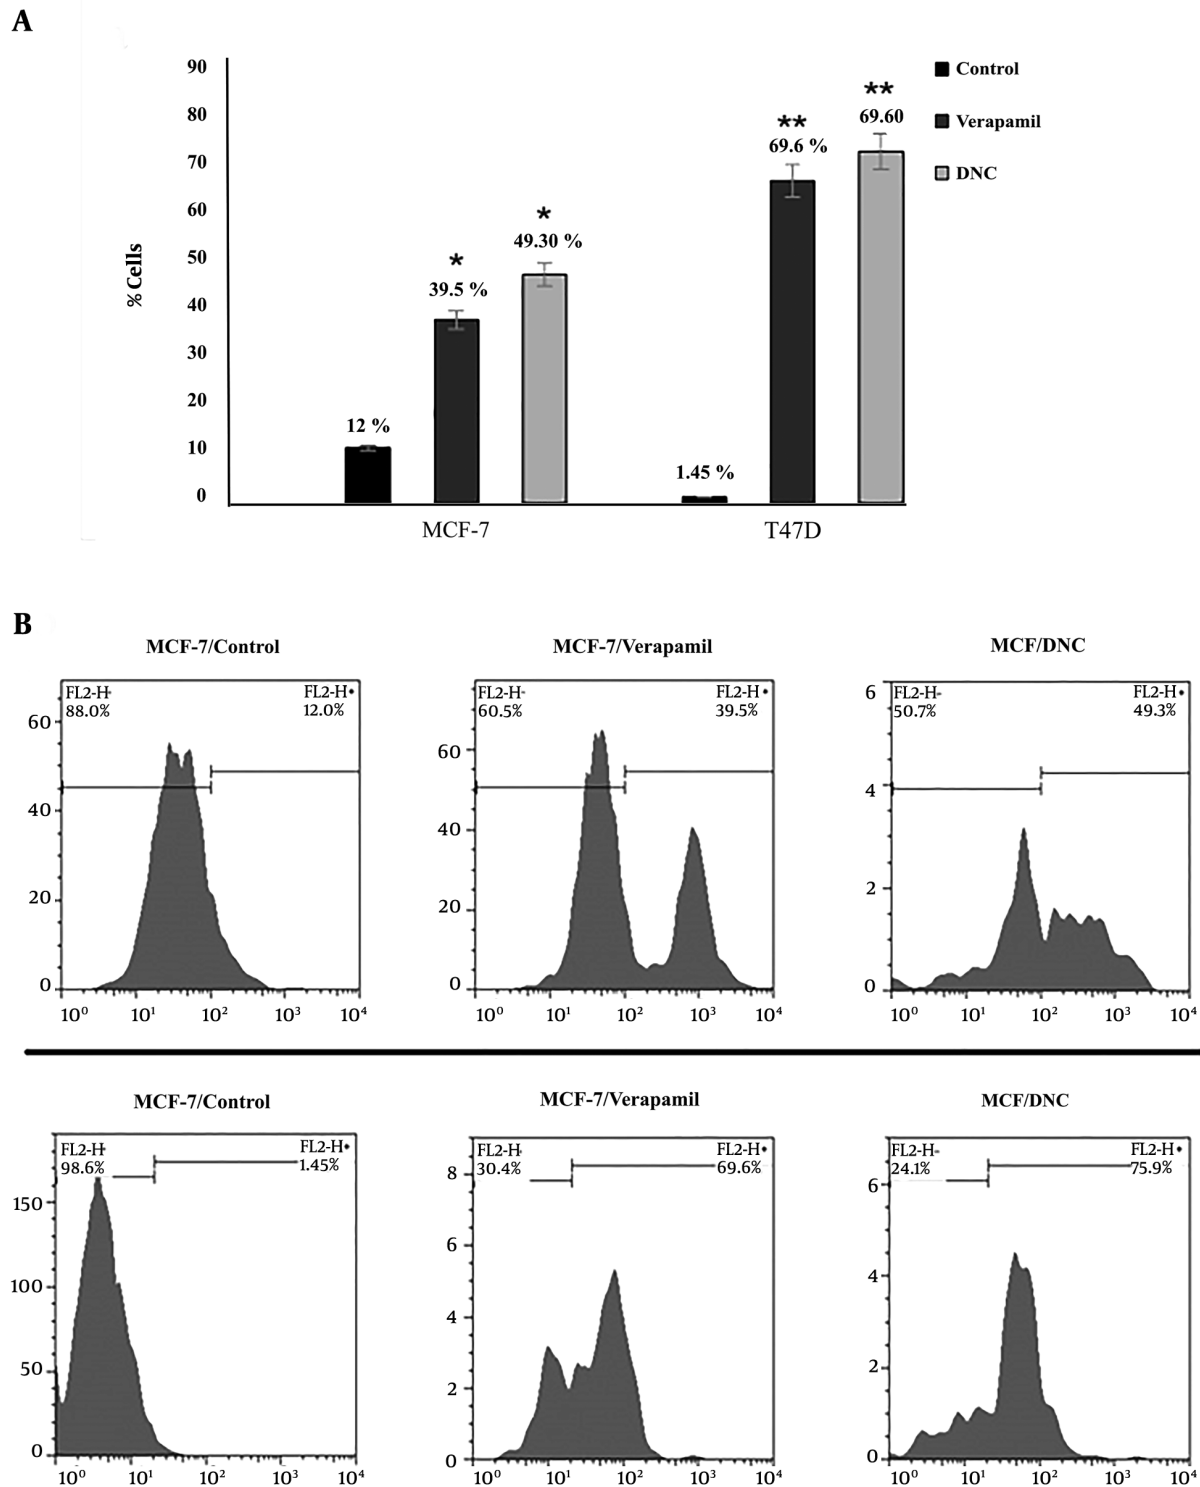 A
90
80
70
60
50
40
30
20
10
0
% Cells
12 %
*
39.5 %
*
49.30 %
1.45 %
**
69.6 %
**
69.60
MCF-7
T47D
Control
Verapamil
DNC
B
MCF-7/Control
FL2-H-
88.0%
FL2-H•
12.0%
60
40
20
0
10⁰ 10¹ 10² 10³ 10⁴
MCF-7/Verapamil
FL2-H-
60.5%
FL2-H•
39.5%
60
40
20
0
10⁰ 10¹ 10² 10³ 10⁴
MCF/DNC
FL2-H-
50.7%
FL2-H•
49.3%
6
4
2
0
10⁰ 10¹ 10² 10³ 10⁴
MCF-7/Control
FL2-H-
98.6%
FL2-H•
1.45%
150
100
50
0
10⁰ 10¹ 10² 10³ 10⁴
MCF-7/Verapamil
FL2-H-
30.4%
FL2-H•
69.6%
8
6
4
2
0
10⁰ 10¹ 10² 10³ 10⁴
MCF/DNC
FL2-H-
24.1%
FL2-H•
75.9%
6
4
2
0
10⁰ 10¹ 10² 10³ 10⁴